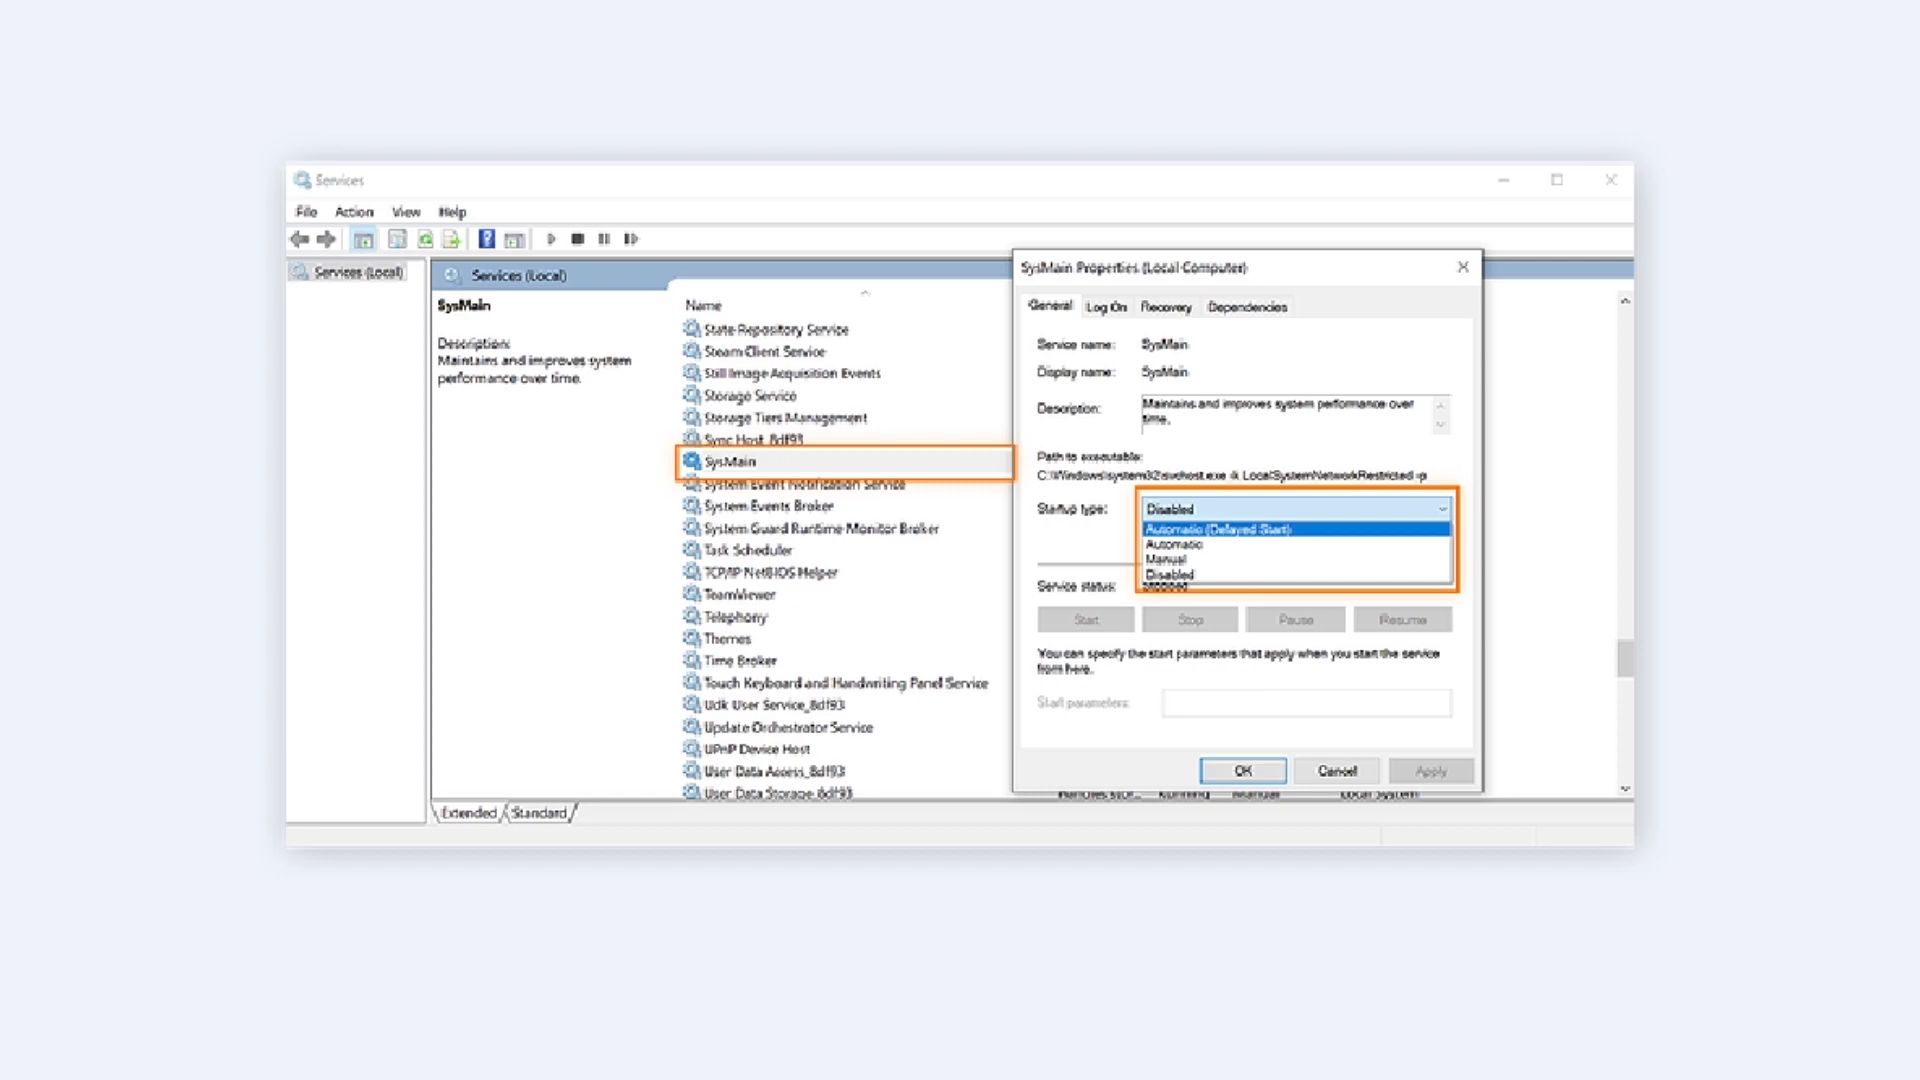 Services
File Action View Help
Services (Local)
Services (Local)
SysMain
Description:
Maintains and improves system
performance over time.
Name
State Repository Service
Steam Client Service
Still Image Acquisition Events
Storage Service
Storage Tiers Management
Sync Host_8df93
SysMain
System Event Notification Service
System Events Broker
System Guard Runtime Monitor Broker
Task Scheduler
TCP/IP NetBIOS Helper
TeamViewer
Telephony
Themes
Time Broker
Touch Keyboard and Handwriting Panel Service
Udk User Service_8df93
Update Orchestrator Service
UPnP Device Host
User Data Access_8df93
User Data Storage_8df93
Extended Standard
SysMain Properties (Local Computer)
General Log On Recovery Dependencies
Service name: SysMain
Display name: SysMain
Description: Maintains and improves system performance over
time.
Path to executable:
C:\Windows\system32\svchost.exe -k LocalSystemNetworkRestricted -p
Startup type: Disabled
Automatic (Delayed Start)
Automatic
Manual
Disabled
Service status: Stopped
Start Stop Pause Resume
You can specify the start parameters that apply when you start the service
from here.
Start parameters:
OK Cancel Apply
Running Manual Local System